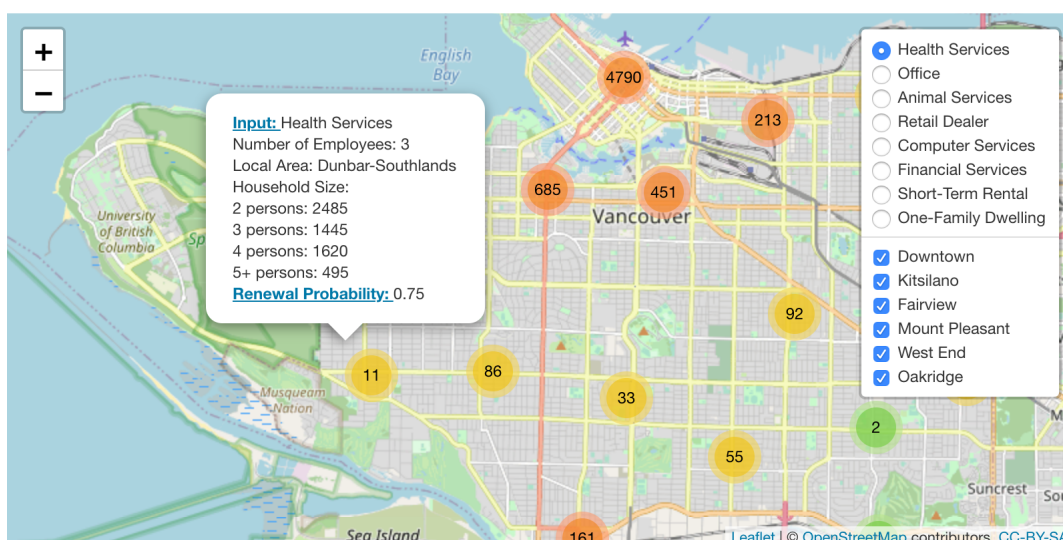 +
−
English
Bay
4790
213
Input: Health Services
Number of Employees: 3
Local Area: Dunbar-Southlands
Household Size:
2 persons: 2485
3 persons: 1445
4 persons: 1620
5+ persons: 495
Renewal Probability: 0.75
685
451
Vancouver
University
of British
Columbia
Sp
Health Services
Office
Animal Services
Retail Dealer
Computer Services
Financial Services
Short-Term Rental
One-Family Dwelling
Downtown
Kitsilano
Fairview
Mount Pleasant
West End
Oakridge
92
11
86
33
Musqueam
Nation
2
55
Suncrest
Sea Island
161
Leaflet | © OpenStreetMap contributors, CC-BY-SA